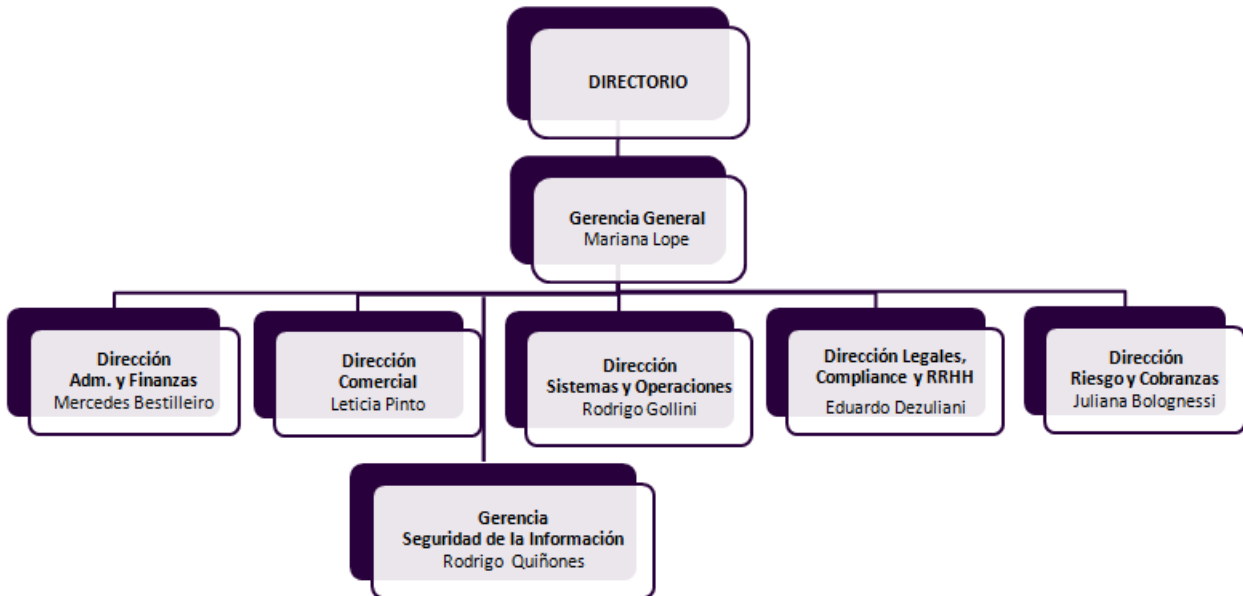 DIRECTORIO
Gerencia General
Mariana Lope
Dirección
Adm. y Finanzas
Mercedes Bestilleiro
Dirección
Comercial
Leticia Pinto
Dirección
Sistemas y Operaciones
Rodrigo Gollini
Dirección Legales,
Compliance y RRHH
Eduardo Dezuliani
Dirección
Riesgo y Cobranzas
Juliana Bolognessi
Gerencia
Seguridad de la Información
Rodrigo Quiñones